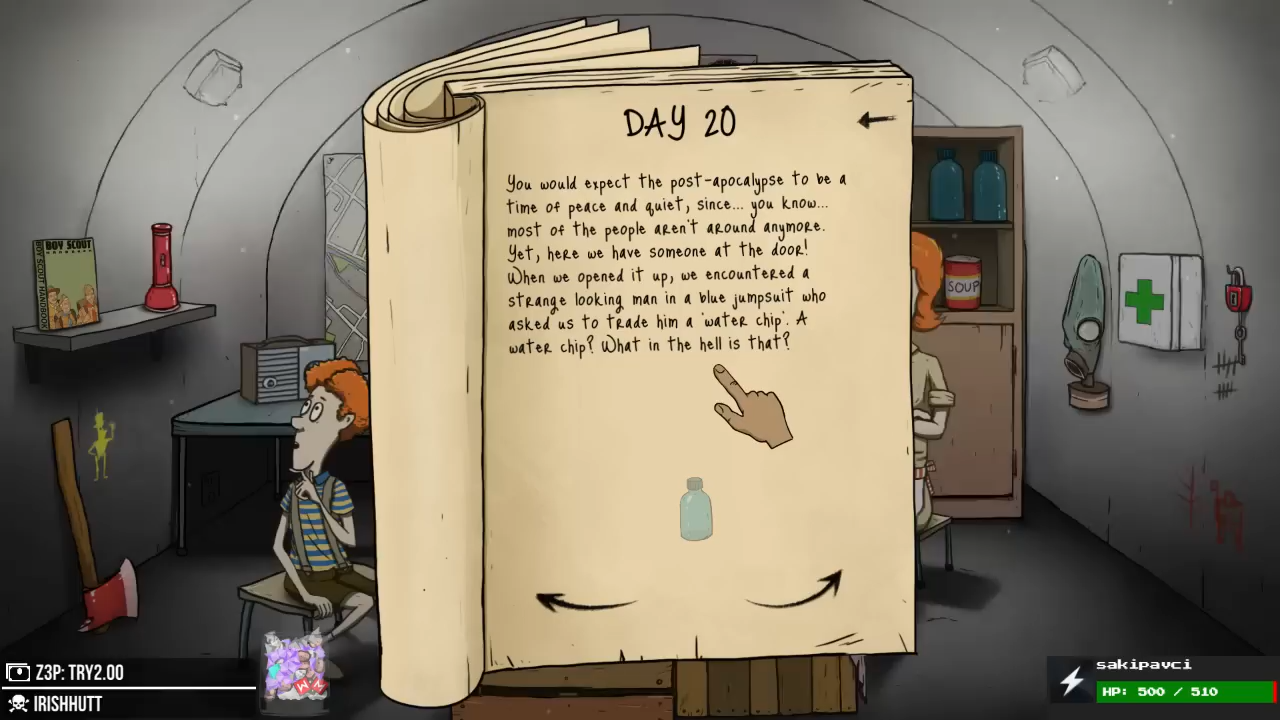 DAY 20
You would expect the post-apocalypse to be a
time of peace and quiet, since... you know...
most of the people aren't around anymore.
Yet, here we have someone at the door!
When we opened it up, we encountered a
strange looking man in a blue jumpsuit who
asked us to trade him a 'water chip'. A
water chip? What in the hell is that?
BOY SCOUT
BOY SCOUT HANDBOOK
SOUP
Z3P: TRY2.00
IRISHHUTT
sakipavci
HP: 500 / 510